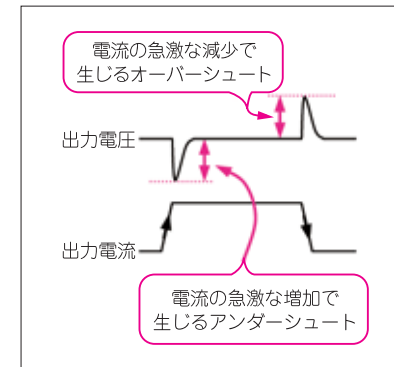 電流の急激な減少で
生じるオーバーシュート
出力電圧
出力電流
電流の急激な増加で
生じるアンダーシュート